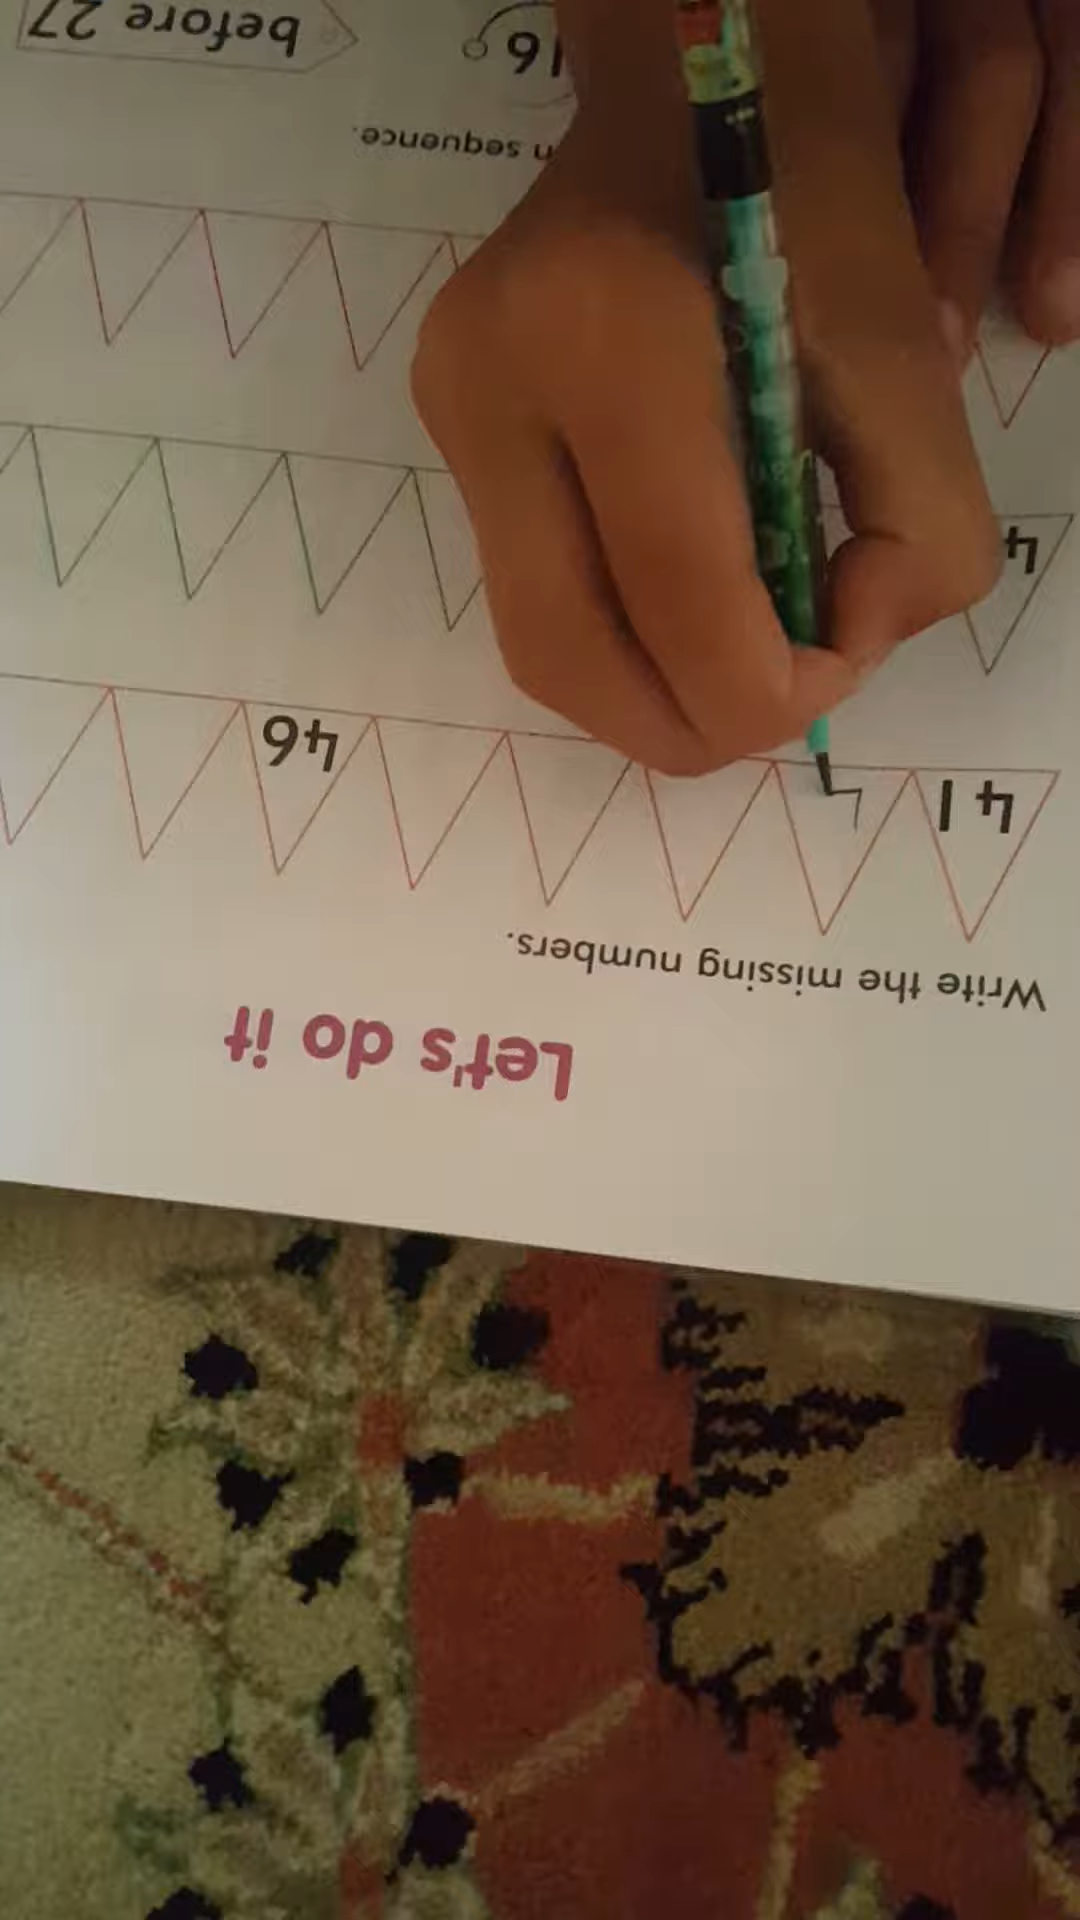 Let's do it
Write the missing numbers.
41 46
4
sequence.
16 before 27